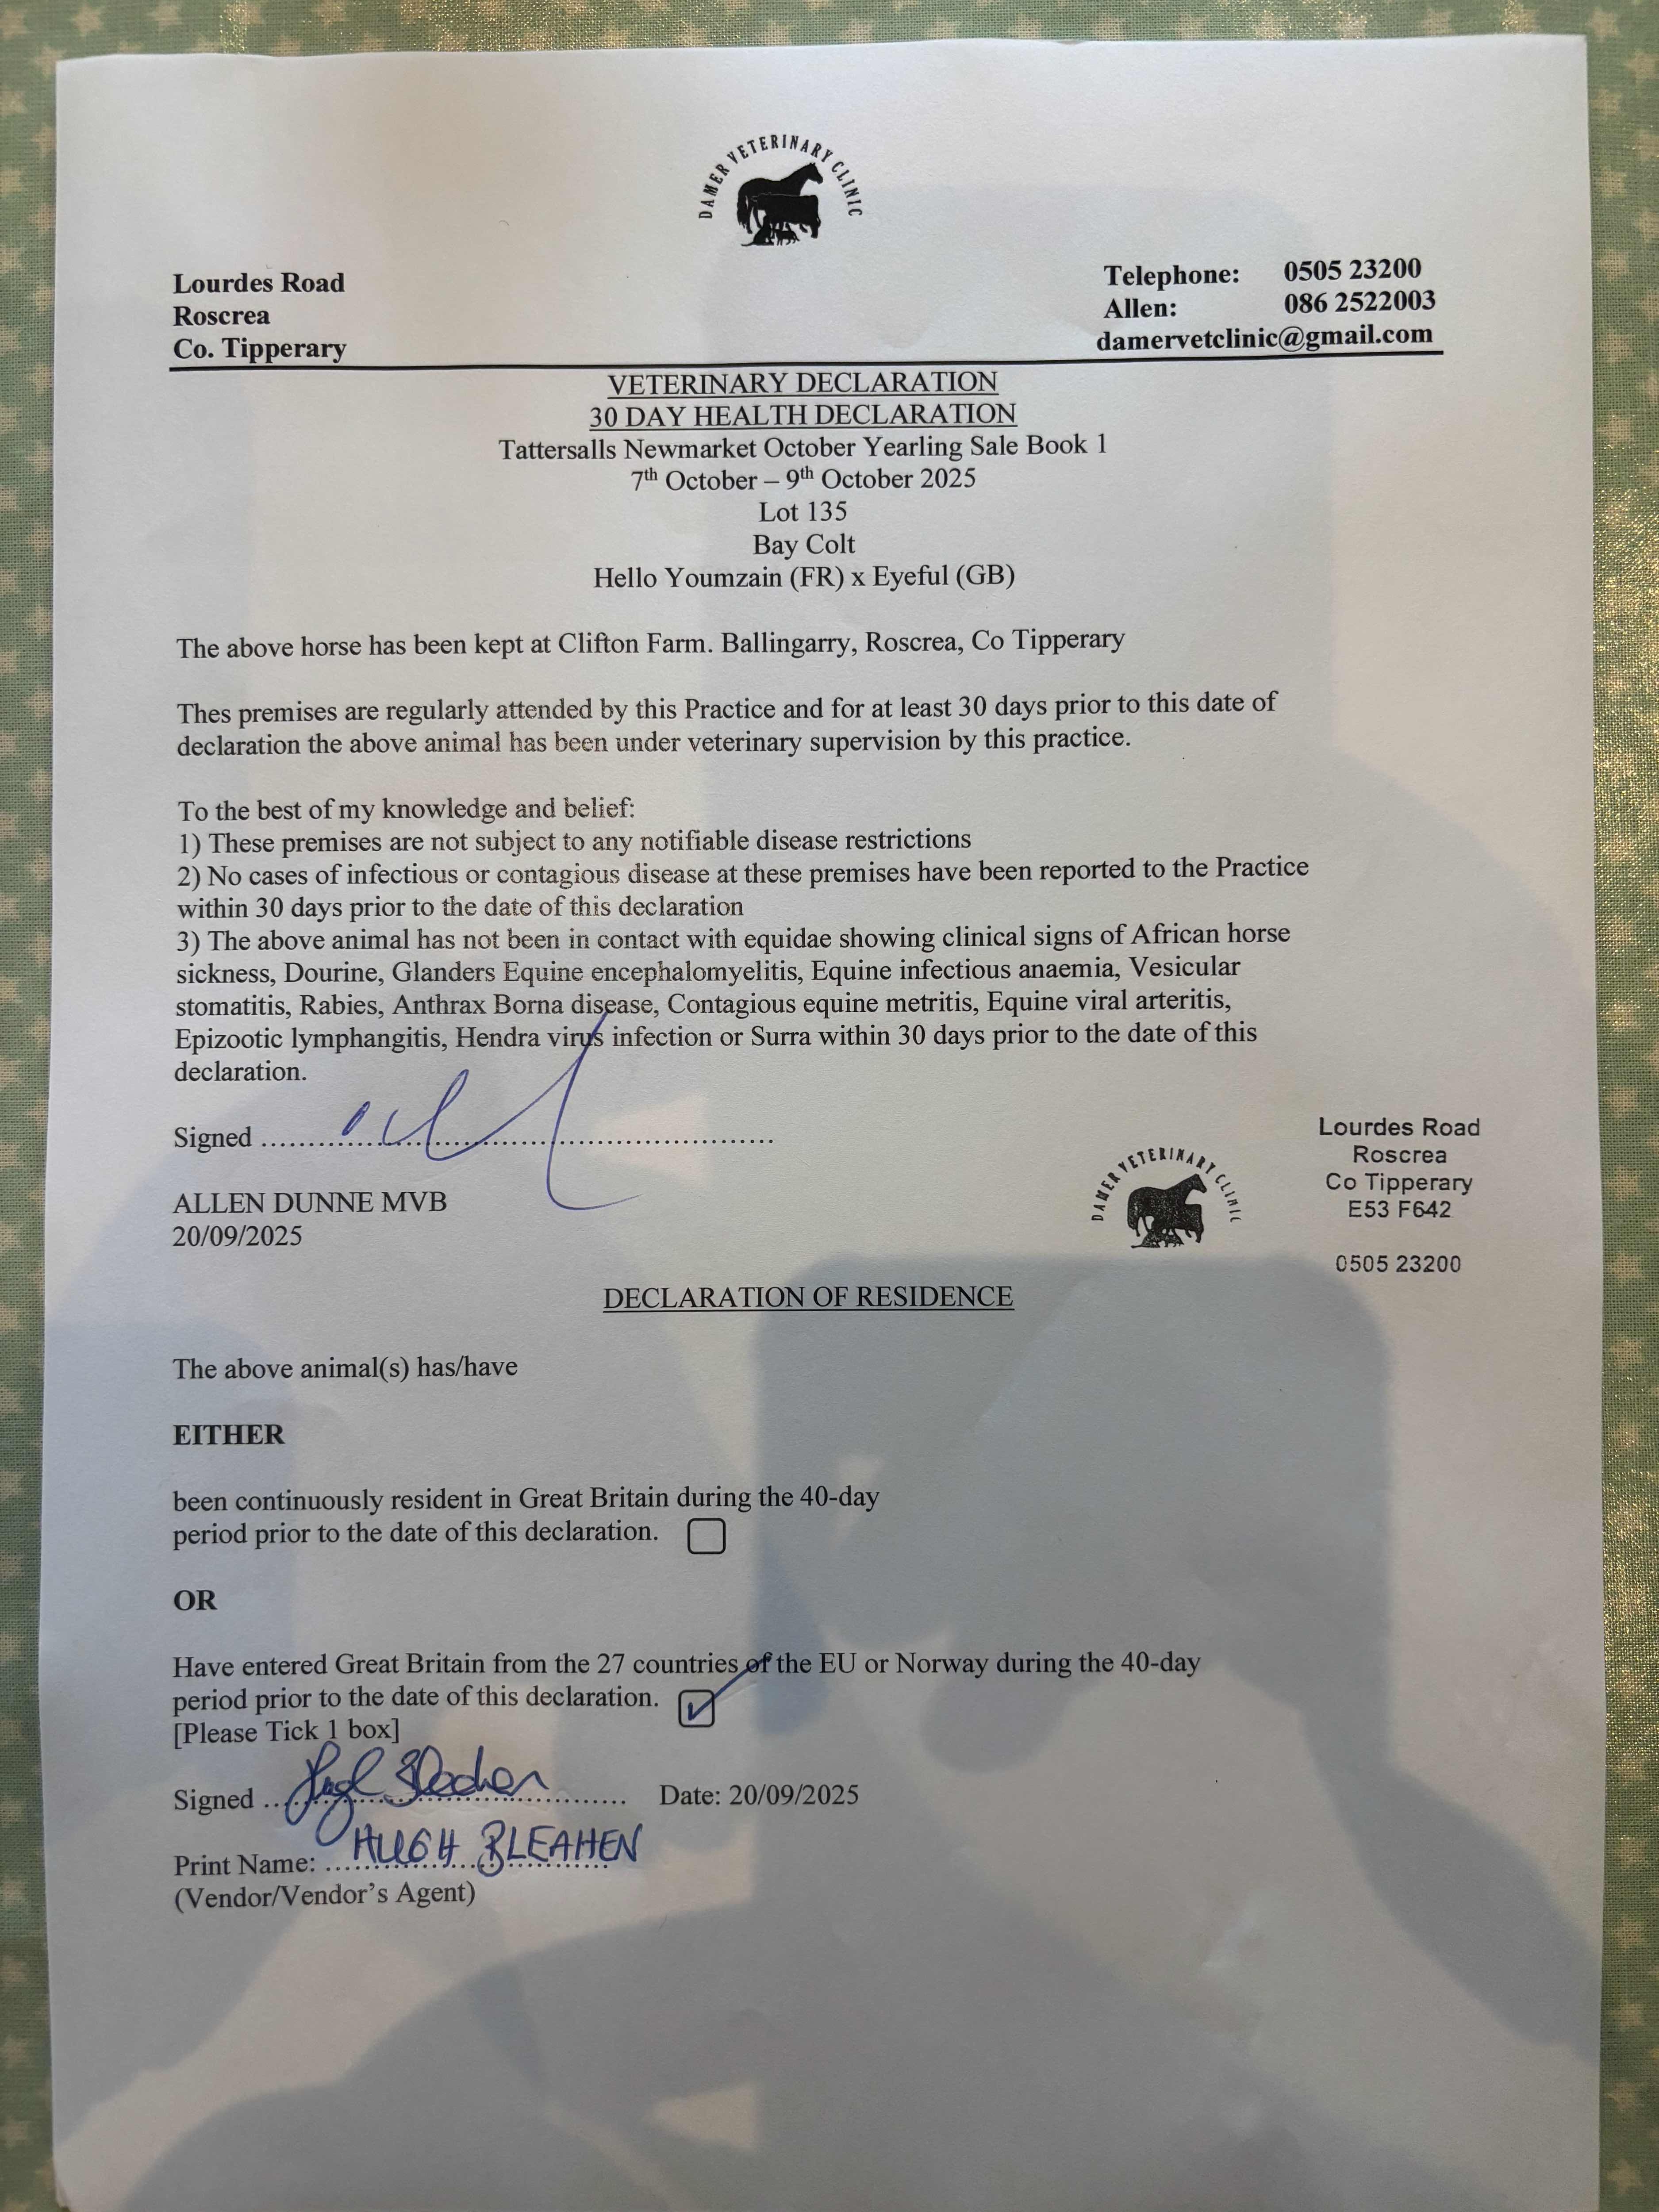 DAMER VETERINARY CLINIC
Lourdes Road
Roscrea
Co. Tipperary
Telephone: 0505 23200
Allen: 086 2522003
damervetclinic@gmail.com
VETERINARY DECLARATION
30 DAY HEALTH DECLARATION
Tattersalls Newmarket October Yearling Sale Book 1
7th October – 9th October 2025
Lot 135
Bay Colt
Hello Youmzain (FR) x Eyeful (GB)
The above horse has been kept at Clifton Farm. Ballingarry, Roscrea, Co Tipperary
Thes premises are regularly attended by this Practice and for at least 30 days prior to this date of
declaration the above animal has been under veterinary supervision by this practice.
To the best of my knowledge and belief:
1) These premises are not subject to any notifiable disease restrictions
2) No cases of infectious or contagious disease at these premises have been reported to the Practice
within 30 days prior to the date of this declaration
3) The above animal has not been in contact with equidae showing clinical signs of African horse
sickness, Dourine, Glanders Equine encephalomyelitis, Equine infectious anaemia, Vesicular
stomatitis, Rabies, Anthrax Borna disease, Contagious equine metritis, Equine viral arteritis,
Epizootic lymphangitis, Hendra virus infection or Surra within 30 days prior to the date of this
declaration.
Signed ........................................
ALLEN DUNNE MVB
20/09/2025
DAMER VETERINARY CLINIC
Lourdes Road
Roscrea
Co Tipperary
E53 F642
0505 23200
DECLARATION OF RESIDENCE
The above animal(s) has/have
EITHER
been continuously resident in Great Britain during the 40-day
period prior to the date of this declaration.
OR
Have entered Great Britain from the 27 countries of the EU or Norway during the 40-day
period prior to the date of this declaration.
[Please Tick 1 box]
Signed ..Hugh Bleahen.......... Date: 20/09/2025
Print Name: ..HUGH BLEAHEN
(Vendor/Vendor's Agent)